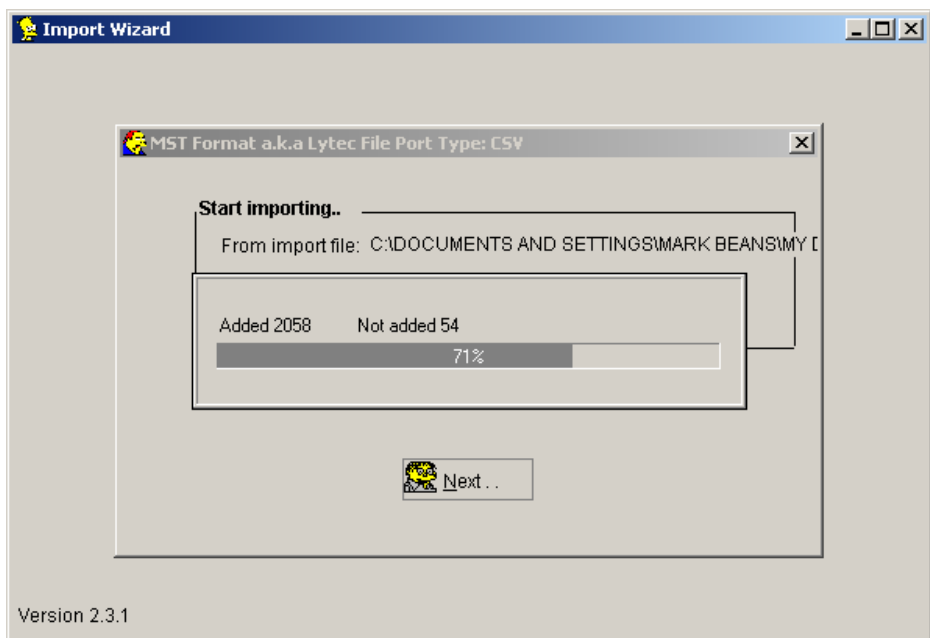 Import Wizard
MST Format a.k.a Lytec File Port Type: CSV
Start importing..
From import file: C:\DOCUMENTS AND SETTINGS\MARK BEANS\MY D
Added 2058 Not added 54
71%
Next . .
Version 2.3.1